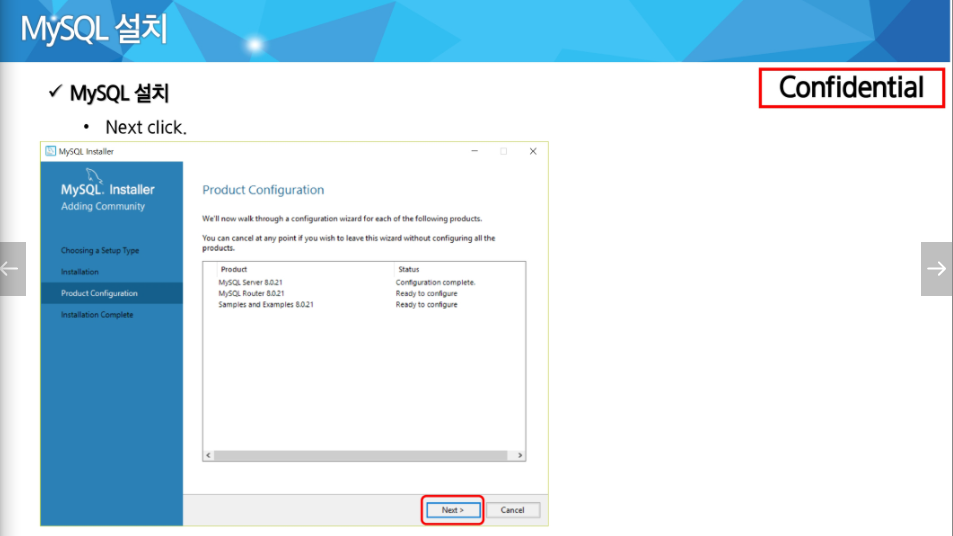 MySQL 설치
Confidential
✓ MySQL 설치
• Next click.
MySQL Installer
MySQL. Installer
Adding Community
Choosing a Setup Type
Installation
Product Configuration
Installation Complete
Product Configuration
We'll now walk through a configuration wizard for each of the following products.
You can cancel at any point if you wish to leave this wizard without configuring all the
products.
Product Status
MySQL Server 8.0.21 Configuration complete.
MySQL Router 8.0.21 Ready to configure
Samples and Examples 8.0.21 Ready to configure
Next > Cancel